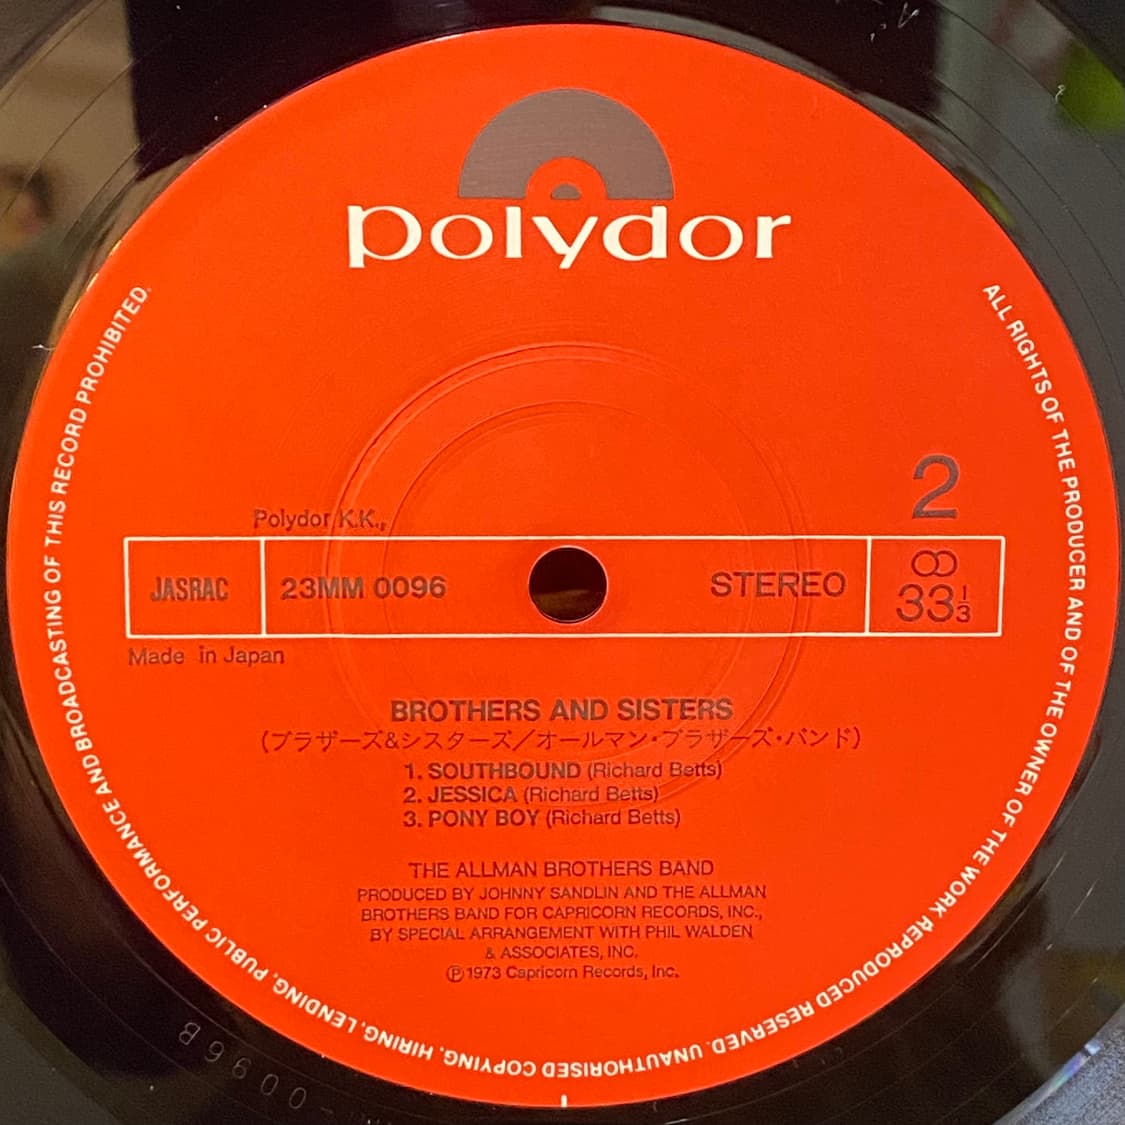 polydor
ALL RIGHTS OF THE PRODUCER AND OF THE OWNER OF THE WORK REPRODUCED RESERVED. UNAUTHORISED COPYING, HIRING, LENDING, PUBLIC PERFORMANCE AND BROADCASTING OF THIS RECORD PROHIBITED.
2
Polydor K.K.,
JASRAC 23MM 0096 STEREO 33 1/3
Made in Japan
BROTHERS AND SISTERS
(ブラザーズ&シスターズ/オールマン・ブラザーズ・バンド)
1. SOUTHBOUND (Richard Betts)
2. JESSICA (Richard Betts)
3. PONY BOY (Richard Betts)
THE ALLMAN BROTHERS BAND
PRODUCED BY JOHNNY SANDLIN AND THE ALLMAN
BROTHERS BAND FOR CAPRICORN RECORDS, INC.,
BY SPECIAL ARRANGEMENT WITH PHIL WALDEN
& ASSOCIATES, INC.
Ⓟ1973 Capricorn Records, Inc.
0096B